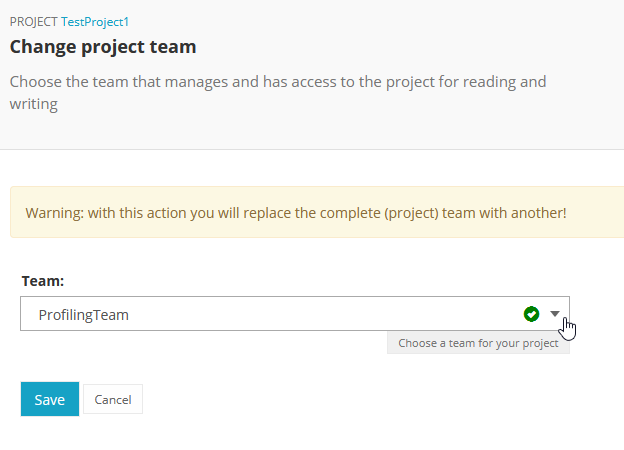 PROJECT TestProject1
Change project team
Choose the team that manages and has access to the project for reading and
writing
Warning: with this action you will replace the complete (project) team with another!
Team:
ProfilingTeam
Choose a team for your project
Save Cancel